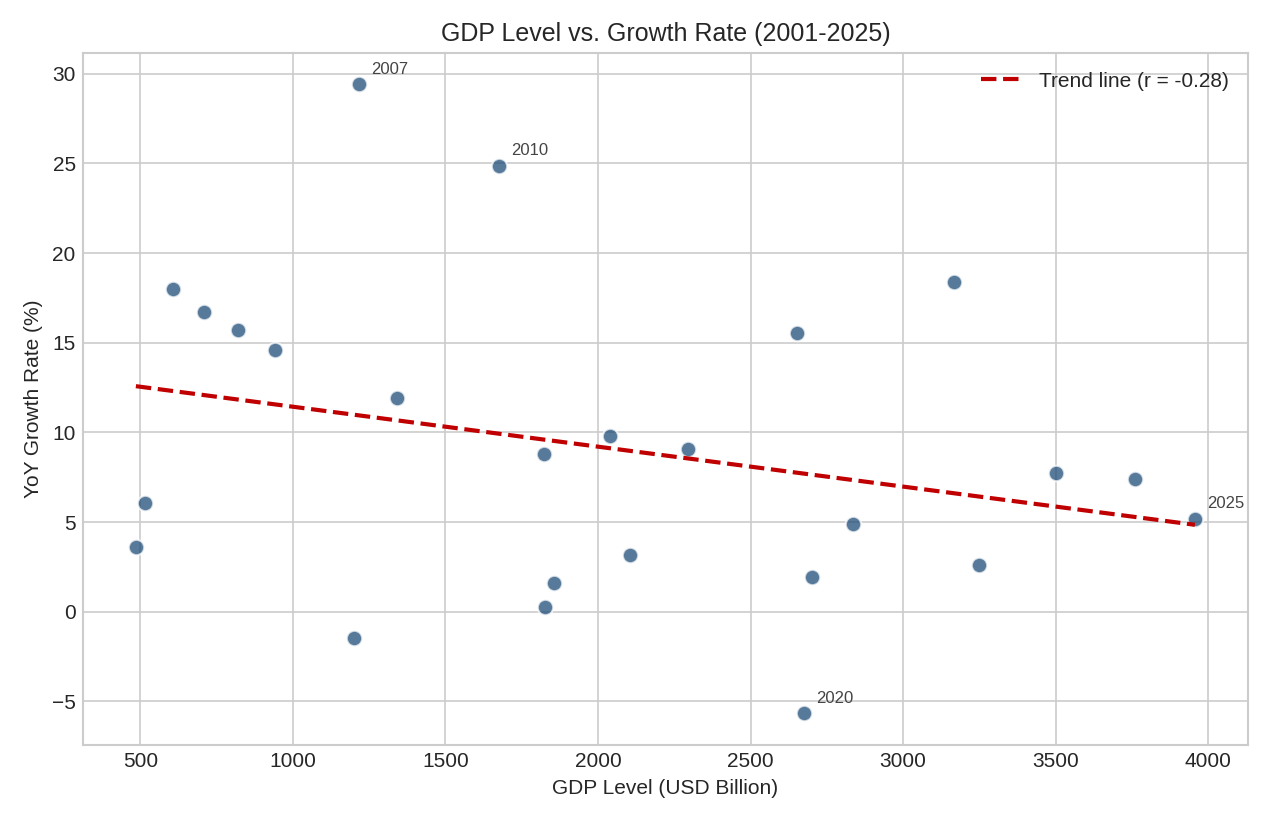 GDP Level vs. Growth Rate (2001-2025)
Trend line (r = -0.28)
2007
2010
2025
2020
YoY Growth Rate (%)
30
25
20
15
10
5
0
−5
500 1000 1500 2000 2500 3000 3500 4000
GDP Level (USD Billion)